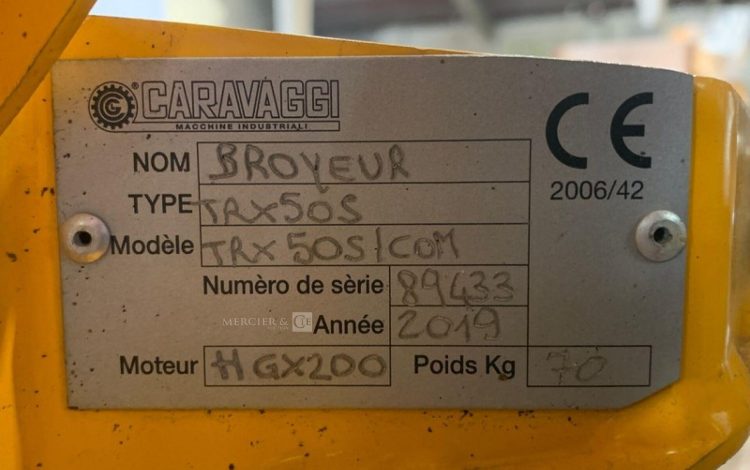 CARAVAGGI
MACCHINE INDUSTRIALI
CE
2006/42
NOM BROYEUR
TYPE TRX50S
Modèle TRX50S/COM
Numèro de sèrie 89433
MERCIER & CIE
Année 2019
Moteur HGX200 Poids Kg 70